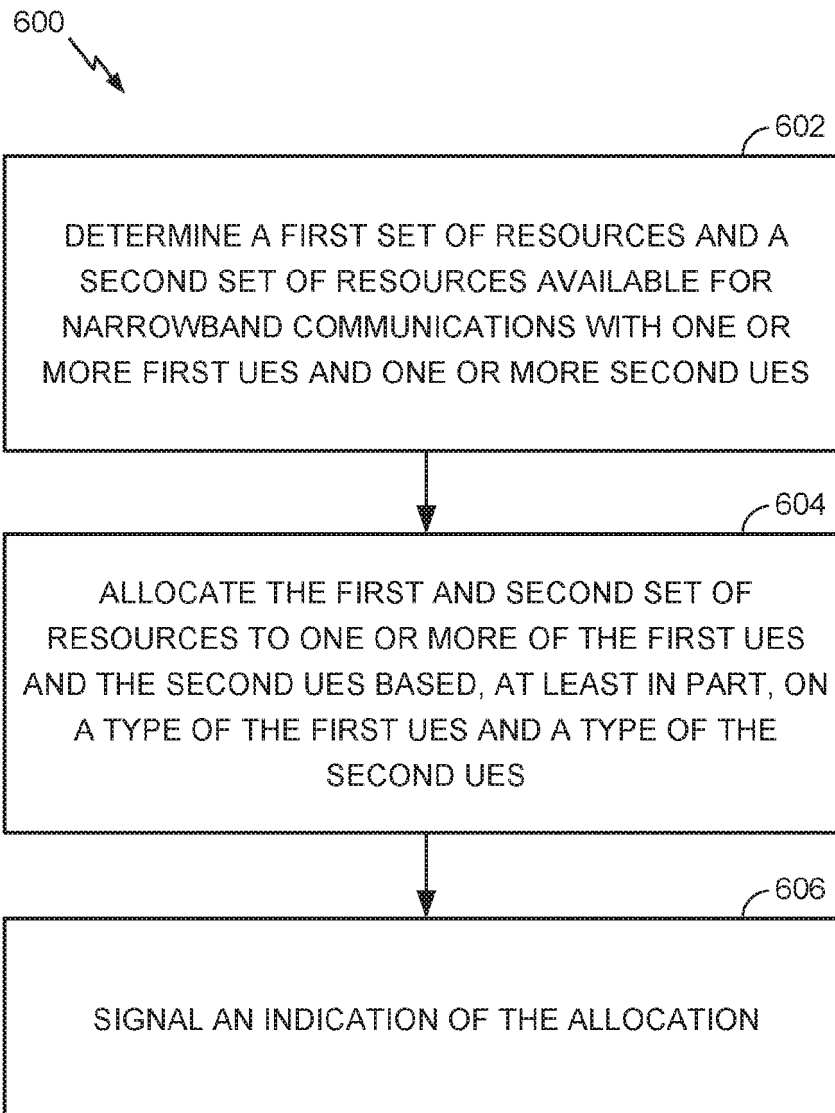 600
602
DETERMINE A FIRST SET OF RESOURCES AND A
SECOND SET OF RESOURCES AVAILABLE FOR
NARROWBAND COMMUNICATIONS WITH ONE OR
MORE FIRST UES AND ONE OR MORE SECOND UES
604
ALLOCATE THE FIRST AND SECOND SET OF
RESOURCES TO ONE OR MORE OF THE FIRST UES
AND THE SECOND UES BASED, AT LEAST IN PART, ON
A TYPE OF THE FIRST UES AND A TYPE OF THE
SECOND UES
606
SIGNAL AN INDICATION OF THE ALLOCATION